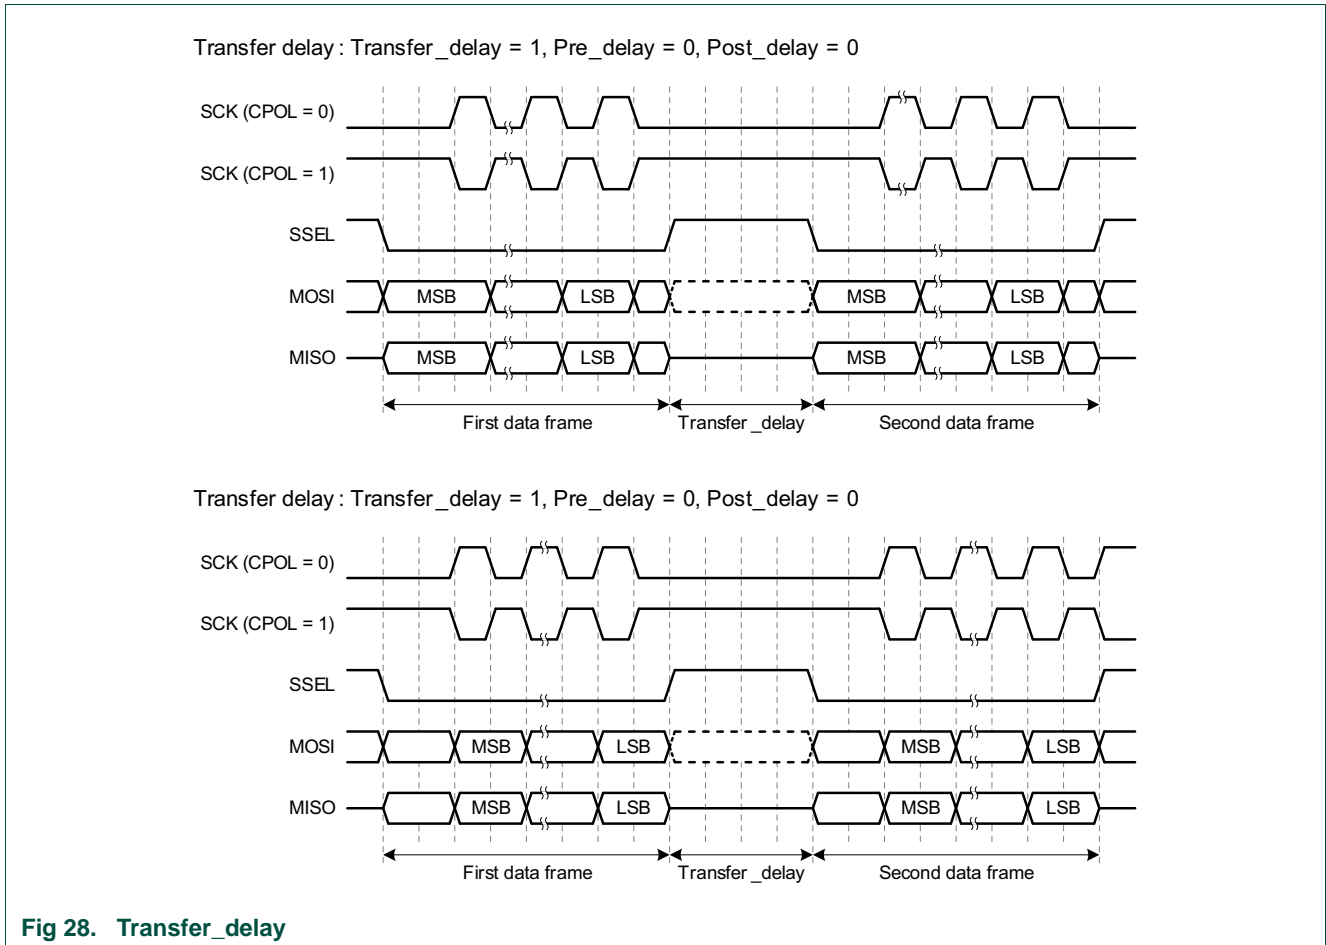 Transfer delay : Transfer_delay = 1, Pre_delay = 0, Post_delay = 0
SCK (CPOL = 0)
SCK (CPOL = 1)
SSEL
MOSI MSB LSB MSB LSB
MISO MSB LSB MSB LSB
First data frame Transfer_delay Second data frame
Transfer delay : Transfer_delay = 1, Pre_delay = 0, Post_delay = 0
SCK (CPOL = 0)
SCK (CPOL = 1)
SSEL
MOSI MSB LSB MSB LSB
MISO MSB LSB MSB LSB
First data frame Transfer_delay Second data frame
Fig 28. Transfer_delay